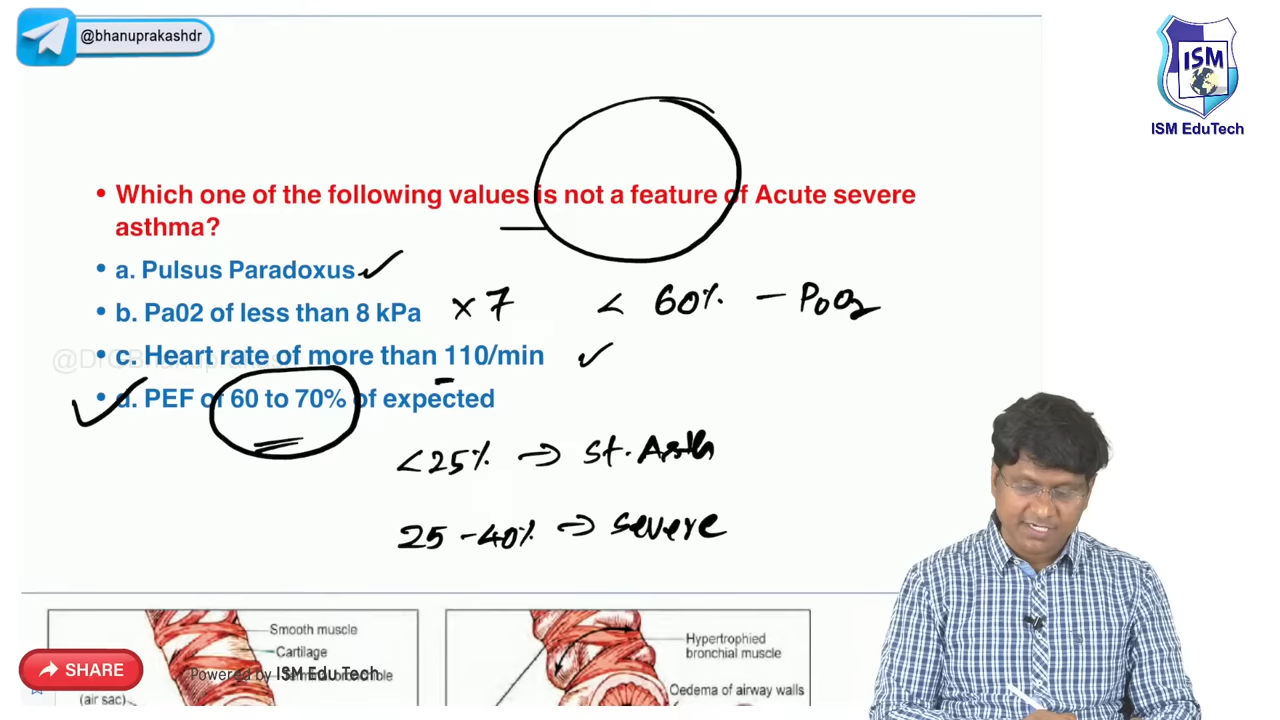 @bhanuprakashdr
ISM
ISM EduTech
• Which one of the following values is not a feature of Acute severe
asthma?
• a. Pulsus Paradoxus
• b. Pa02 of less than 8 kPa × 7 < 60% – PoO2
• c. Heart rate of more than 110/min
• d. PEF of 60 to 70% of expected
<25% → St. Asth
25 - 40% → severe
Smooth muscle
Cartilage
(air sac)
Hypertrophied
bronchial muscle
Oedema of airway walls
SHARE
Powered by ISM Edu Tech